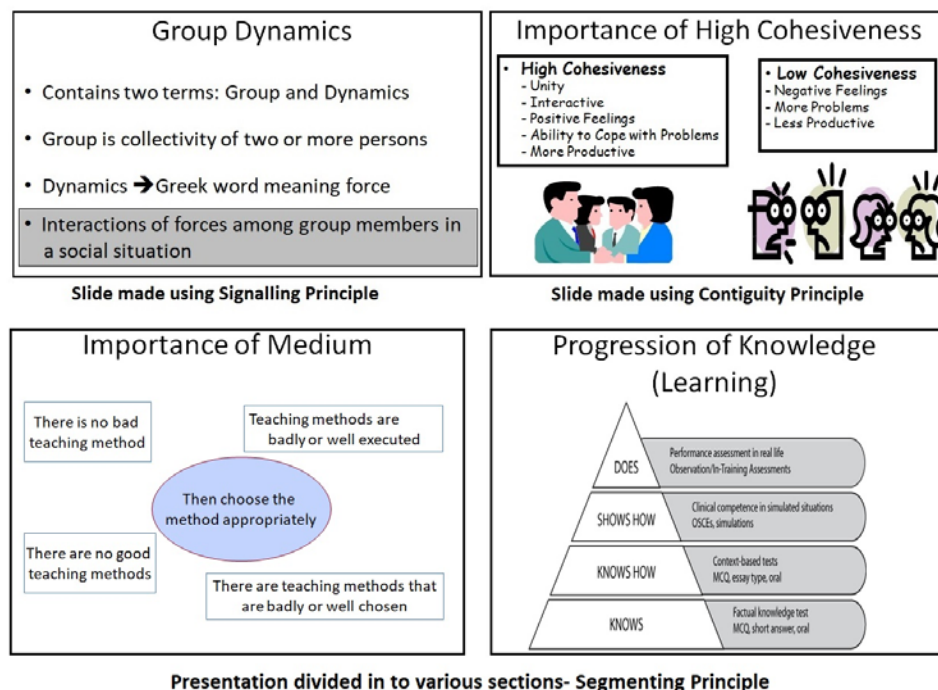 Group Dynamics
• Contains two terms: Group and Dynamics
• Group is collectivity of two or more persons
• Dynamics ➔Greek word meaning force
• Interactions of forces among group members in
a social situation
Slide made using Signalling Principle
Importance of High Cohesiveness
• High Cohesiveness
- Unity
- Interactive
- Positive Feelings
- Ability to Cope with Problems
- More Productive
• Low Cohesiveness
- Negative Feelings
- More Problems
- Less Productive
Slide made using Contiguity Principle
Importance of Medium
There is no bad
teaching method
Teaching methods are
badly or well executed
Then choose the
method appropriately
There are no good
teaching methods
There are teaching methods that
are badly or well chosen
Progression of Knowledge
(Learning)
DOES
Performance assessment in real life
Observation/In-Training Assessments
SHOWS HOW
Clinical competence in simulated situations
OSCEs, simulations
KNOWS HOW
Context-based tests
MCQ, essay type, oral
KNOWS
Factual knowledge test
MCQ, short answer, oral
Presentation divided in to various sections- Segmenting Principle